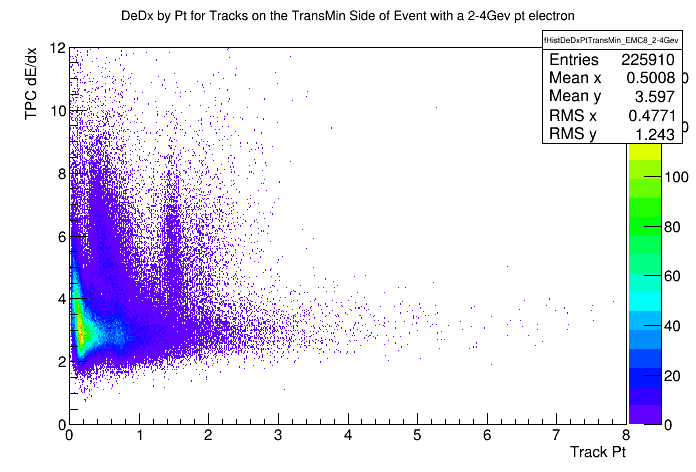 DeDx by Pt for Tracks on the TransMin Side of Event with a 2-4Gev pt electron
fHistDeDxPtTransMin_EMC8_2-4Gev
Entries 225910
Mean x 0.5008
Mean y 3.597
RMS x 0.4771
RMS y 1.243
TPC dE/dx
12
10
8
6
4
2
0
0 1 2 3 4 5 6 7 8
Track Pt
100
80
60
40
20
0